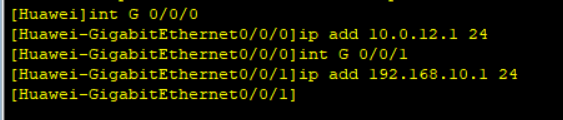 [Huawei]int G 0/0/0
[Huawei-GigabitEthernet0/0/0]ip add 10.0.12.1 24
[Huawei-GigabitEthernet0/0/0]int G 0/0/1
[Huawei-GigabitEthernet0/0/1]ip add 192.168.10.1 24
[Huawei-GigabitEthernet0/0/1]